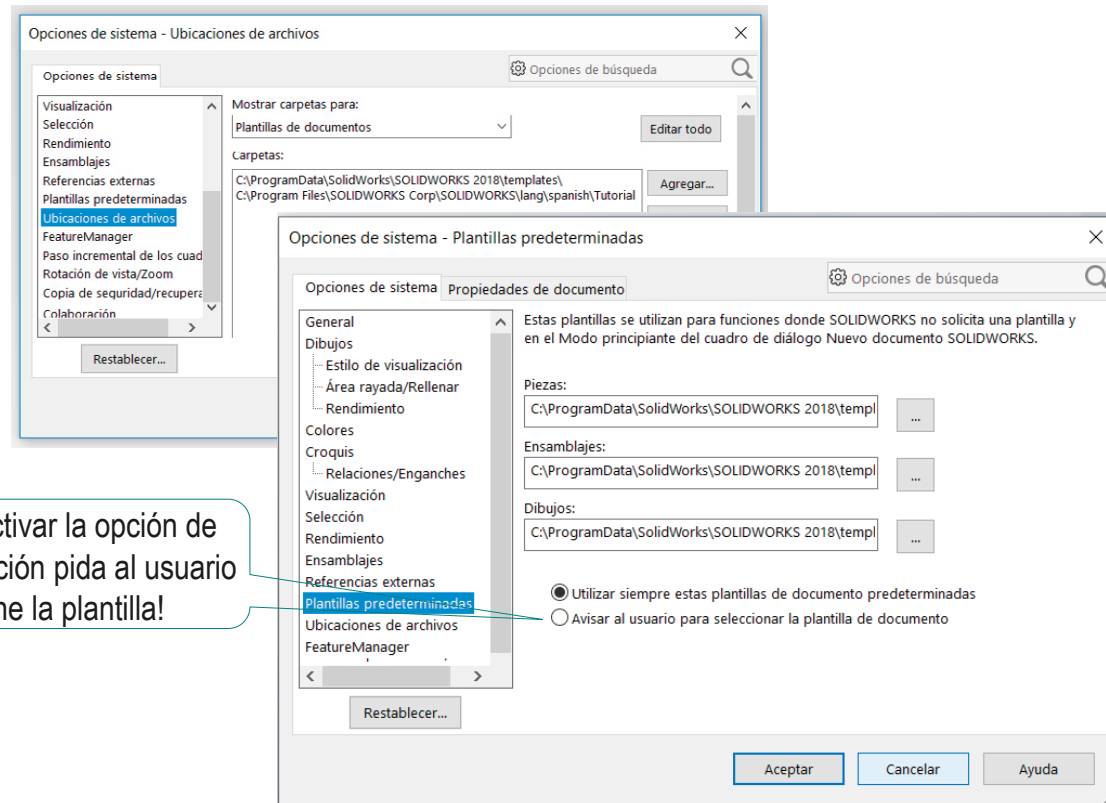 Opciones de sistema - Ubicaciones de archivos
Opciones de sistema
Opciones de búsqueda
Visualización
Selección
Rendimiento
Ensamblajes
Referencias externas
Plantillas predeterminadas
Ubicaciones de archivos
FeatureManager
Paso incremental de los cuad
Rotación de vista/Zoom
Copia de seguridad/recupera
Colaboración
Restablecer...
Mostrar carpetas para:
Plantillas de documentos
Editar todo
Carpetas:
C:\ProgramData\SolidWorks\SOLIDWORKS 2018\templates\
C:\Program Files\SOLIDWORKS Corp\SOLIDWORKS\lang\spanish\Tutorial
Agregar...
Opciones de sistema - Plantillas predeterminadas
Opciones de sistema
Propiedades de documento
Opciones de búsqueda
General
Dibujos
Estilo de visualización
Área rayada/Rellenar
Rendimiento
Colores
Croquis
Relaciones/Enganches
Visualización
Selección
Rendimiento
Ensamblajes
Referencias externas
Plantillas predeterminadas
Ubicaciones de archivos
FeatureManager
Restablecer...
Estas plantillas se utilizan para funciones donde SOLIDWORKS no solicita una plantilla y
en el Modo principiante del cuadro de diálogo Nuevo documento SOLIDWORKS.
Piezas:
C:\ProgramData\SolidWorks\SOLIDWORKS 2018\templ
...
Ensamblajes:
C:\ProgramData\SolidWorks\SOLIDWORKS 2018\templ
...
Dibujos:
C:\ProgramData\SolidWorks\SOLIDWORKS 2018\templ
...
Utilizar siempre estas plantillas de documento predeterminadas
Avisar al usuario para seleccionar la plantilla de documento
Aceptar
Cancelar
Ayuda
ctivar la opción de
ción pida al usuario
ne la plantilla!